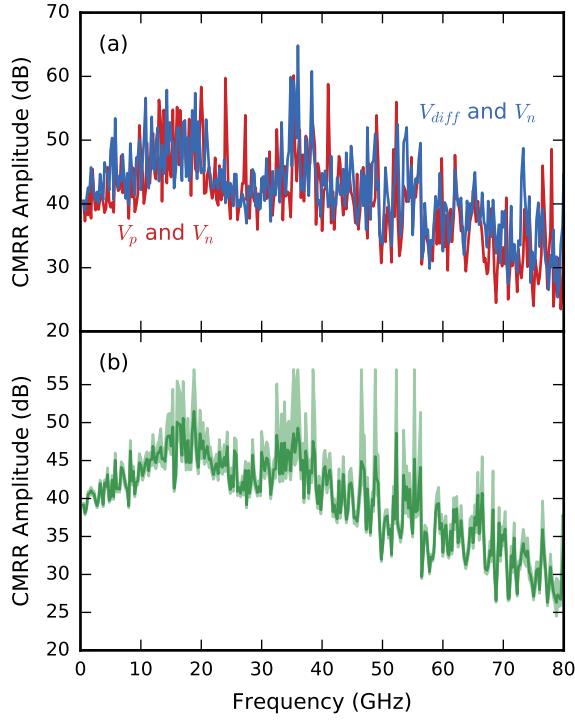 70
(a)
60
V_diff and V_n
50
CMRR Amplitude (dB)
40
V_p and V_n
30
20
(b)
55
50
45
CMRR Amplitude (dB)
40
35
30
25
20
0 10 20 30 40 50 60 70 80
Frequency (GHz)